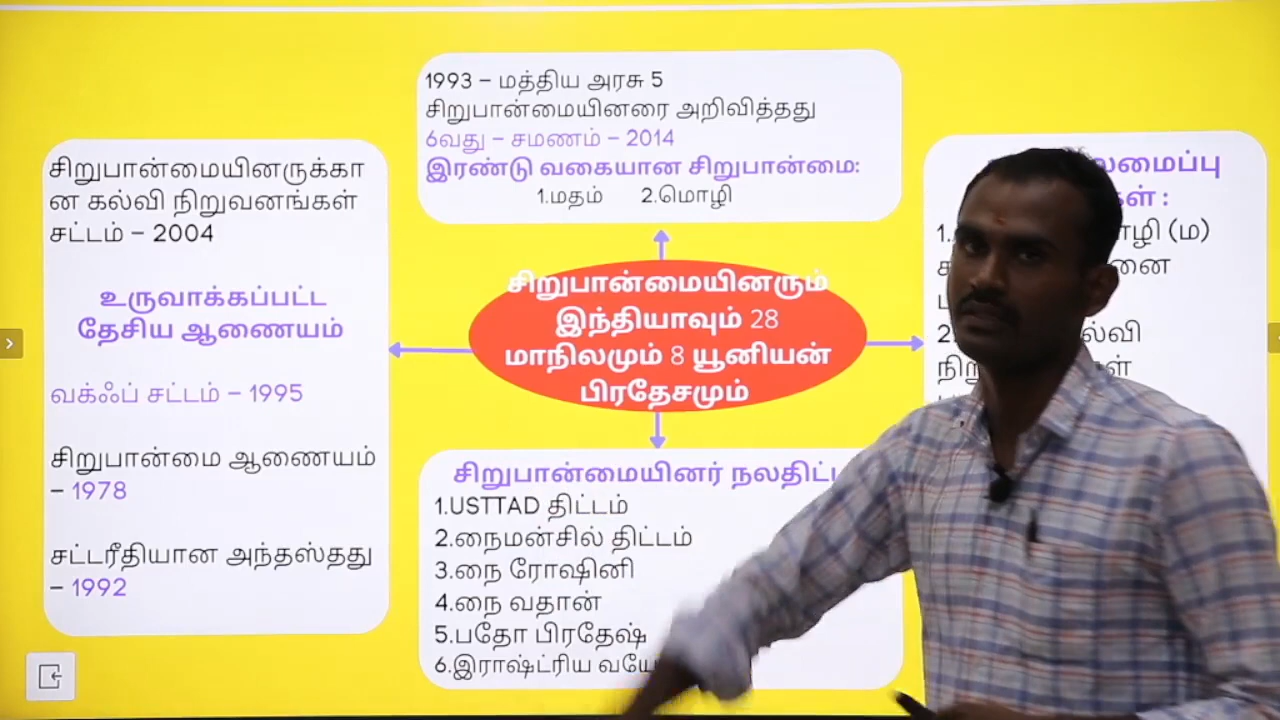 1993 – மத்திய அரசு 5
சிறுபான்மையினரை அறிவித்தது
6வது – சமணம் – 2014
இரண்டு வகையான சிறுபான்மை:
1.மதம் 2.மொழி
சிறுபான்மையினருக்கா
ன கல்வி நிறுவனங்கள்
சட்டம் – 2004
உருவாக்கப்பட்ட
தேசிய ஆணையம்
வக்ஃப் சட்டம் – 1995
சிறுபான்மை ஆணையம்
– 1978
சட்டரீதியான அந்தஸ்தது
– 1992
சிறுபான்மையினரும்
இந்தியாவும் 28
மாநிலமும் 8 யூனியன்
பிரதேசமும்
சிறுபான்மையினர்
1.USTTAD திட்டம்
2.நைமன்சில் திட்டம்
3.நை ரோஷினி
4.நை வதான்
5.பதோ பிரதேஷ்
6.இராஷ்ட்ரிய
1. (ம)
2